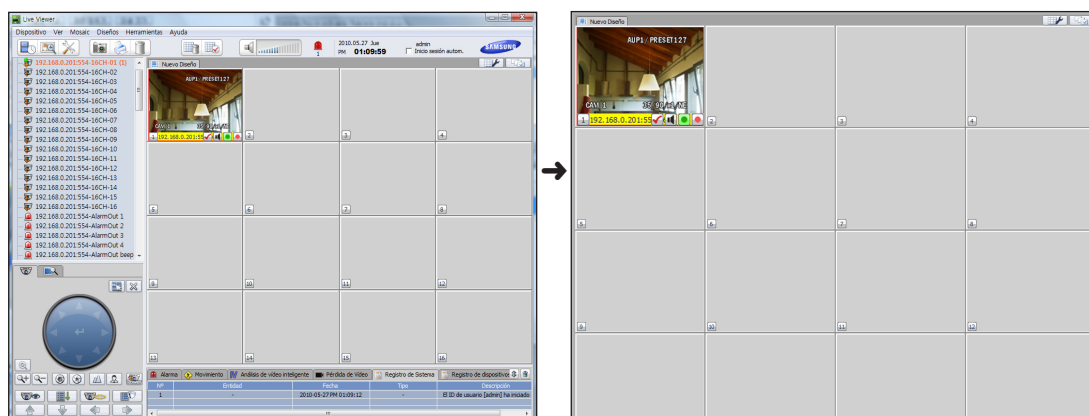 Live Viewer
Dispositivo Ver Mosaic Diseños Herramientas Ayuda
1
2010.05.27 Jue
PM 01:09:59
admin
Inicio sesión autom.
SAMSUNG
192.168.0.201:554-16CH-01 (1)
192.168.0.201:554-16CH-02
192.168.0.201:554-16CH-03
192.168.0.201:554-16CH-04
192.168.0.201:554-16CH-05
192.168.0.201:554-16CH-06
192.168.0.201:554-16CH-07
192.168.0.201:554-16CH-08
192.168.0.201:554-16CH-09
192.168.0.201:554-16CH-10
192.168.0.201:554-16CH-11
192.168.0.201:554-16CH-12
192.168.0.201:554-16CH-13
192.168.0.201:554-16CH-14
192.168.0.201:554-16CH-15
192.168.0.201:554-16CH-16
192.168.0.201:554-AlarmOut 1
192.168.0.201:554-AlarmOut 2
192.168.0.201:554-AlarmOut 3
192.168.0.201:554-AlarmOut 4
192.168.0.201:554-AlarmOut beep
Nuevo Diseño
AUP1/PRESET127
CAM 1
1 192.168.0.201:55
2 3 4
5 6 7 8
9 10 11 12
13 14 15 16
Alarma Movimiento Análisis de vídeo inteligente Pérdida de Vídeo Registro de Sistema Registro de dispositivos
Nº Entidad Fecha Tipo Descripción
1 - 2010-05-27 PM 01:09:12 - El ID de usuario [admin] ha iniciado
Nuevo Diseño
AUP1/PRESET127
CAM 1
1 192.168.0.201:55
2 3 4
5 6 7 8
9 10 11 12